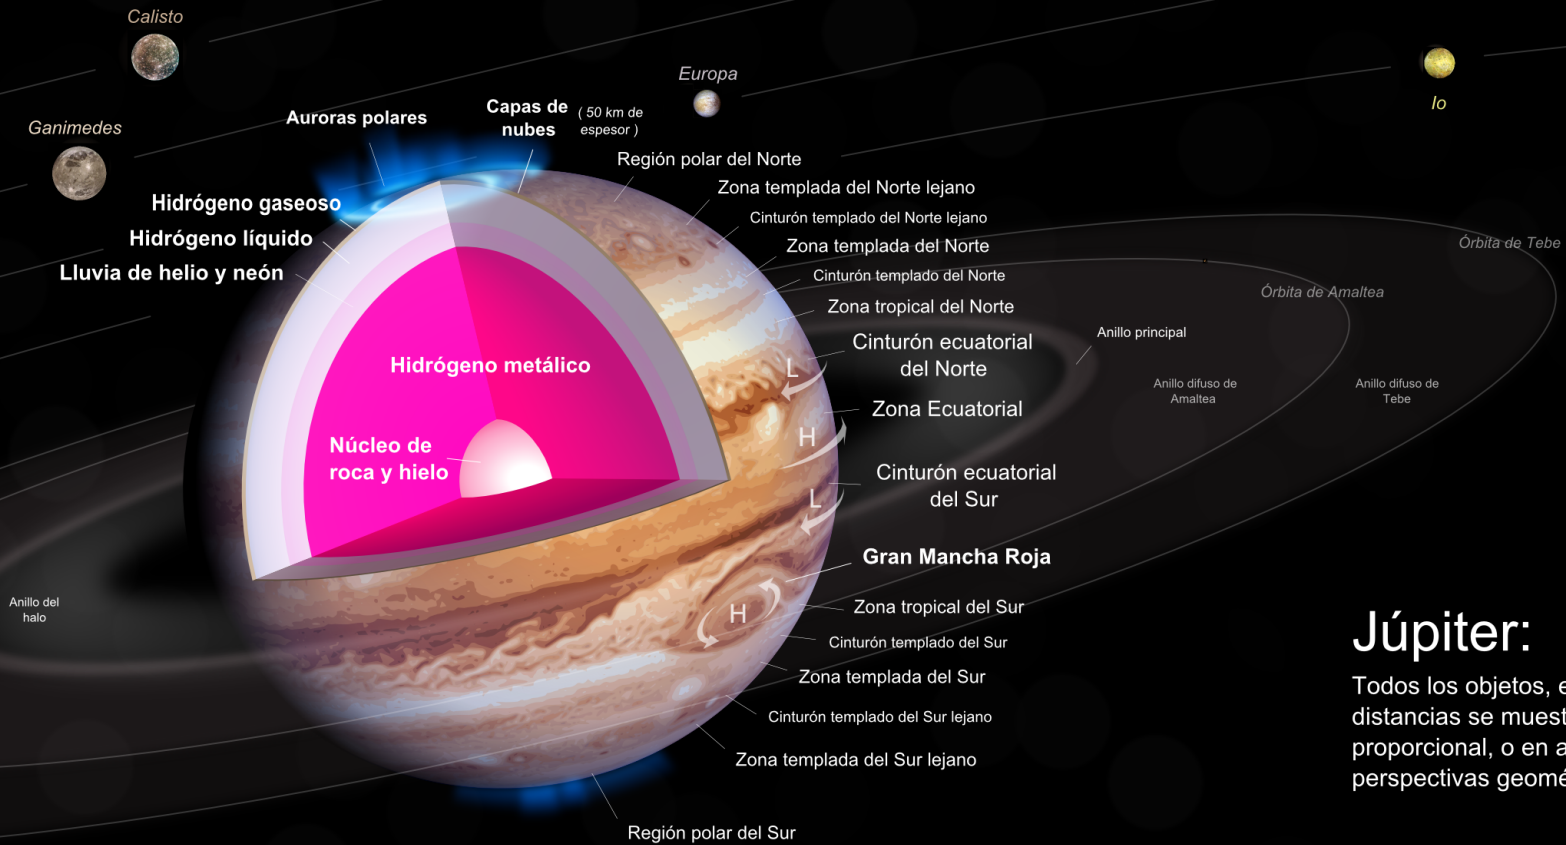 Calisto
Europa
Io
Ganimedes
Auroras polares
Capas de
nubes
( 50 km de
espesor )
Región polar del Norte
Zona templada del Norte lejano
Hidrógeno gaseoso
Cinturón templado del Norte lejano
Hidrógeno líquido
Zona templada del Norte
Órbita de Tebe
Lluvia de helio y neón
Cinturón templado del Norte
Órbita de Amaltea
Zona tropical del Norte
Anillo principal
Cinturón ecuatorial
del Norte
L
Hidrógeno metálico
Anillo difuso de
Amaltea
Anillo difuso de
Tebe
Zona Ecuatorial
H
Núcleo de
roca y hielo
Cinturón ecuatorial
del Sur
L
Gran Mancha Roja
Anillo del
halo
Zona tropical del Sur
H
Cinturón templado del Sur
Zona templada del Sur
Cinturón templado del Sur lejano
Zona templada del Sur lejano
Región polar del Sur
Júpiter:
Todos los objetos, e
distancias se muest
proporcional, o en a
perspectivas geomé